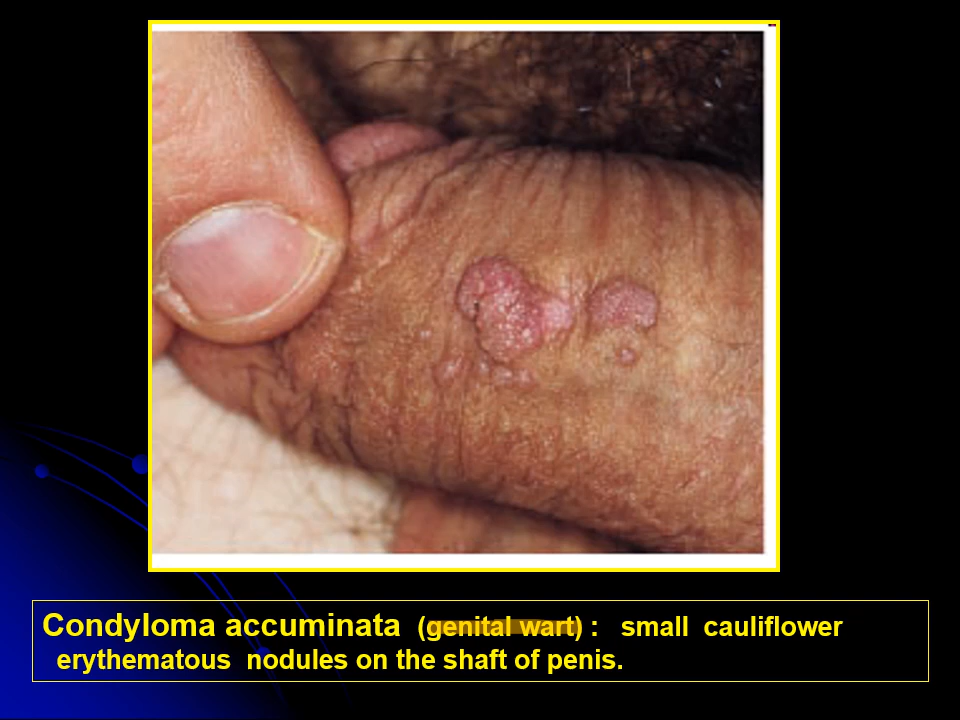 Condyloma accuminata (genital wart) : small cauliflower
erythematous nodules on the shaft of penis.